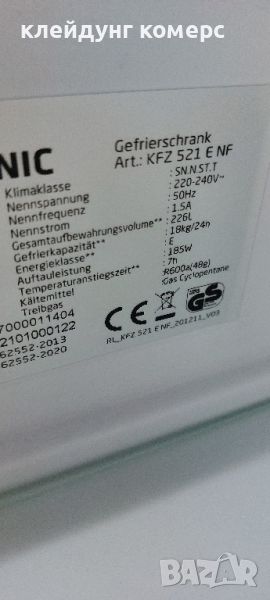 клейдунг комерс
NIC
Gefrierschrank
Art.: KFZ 521 E NF
Klimaklasse : SN.N.ST.T
Nennspannung : 220-240V~
Nennfrequenz : 50Hz
Nennstrom : 1.5A
Gesamtaufbewahrungsvolume** : 226L
Gefrierkapazität** : 18kg/24h
Energieklasse** : E
Auftauleistung : 185W
Temperaturanstiegszeit** : 7h
Kältemittel : R600a(48g)
Treibgas : Gas Cyclopentane
7000011404
2101000122
62552-2013
62552-2020
CE
GS
RL_KFZ 521 E NF_201211_V03
BAZAR